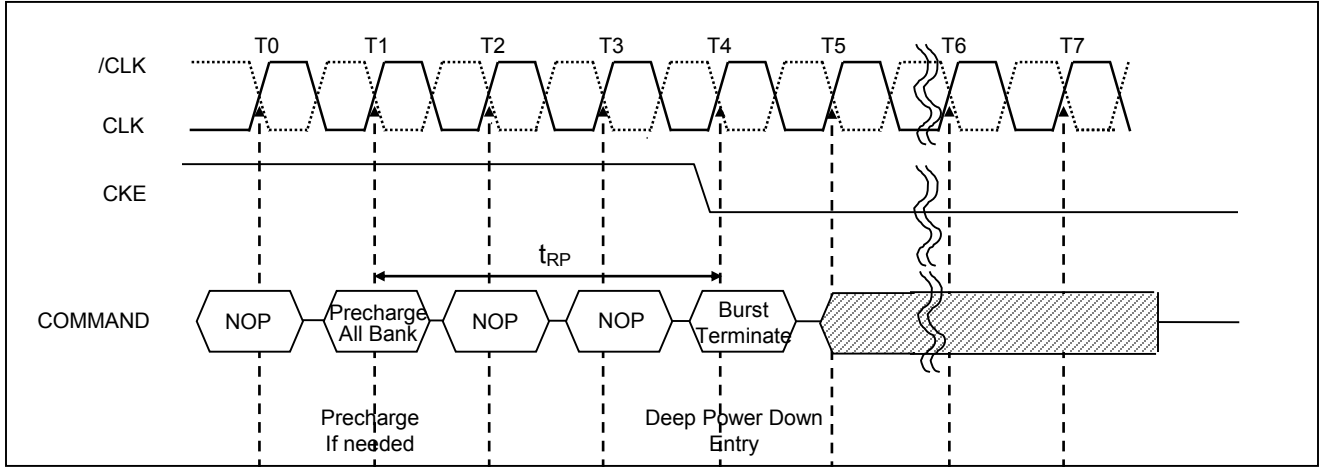 T0 T1 T2 T3 T4 T5 T6 T7
/CLK
CLK
CKE
tRP
COMMAND
NOP
Precharge
All Bank
NOP
NOP
Burst
Terminate
Precharge
If needed
Deep Power Down
Entry